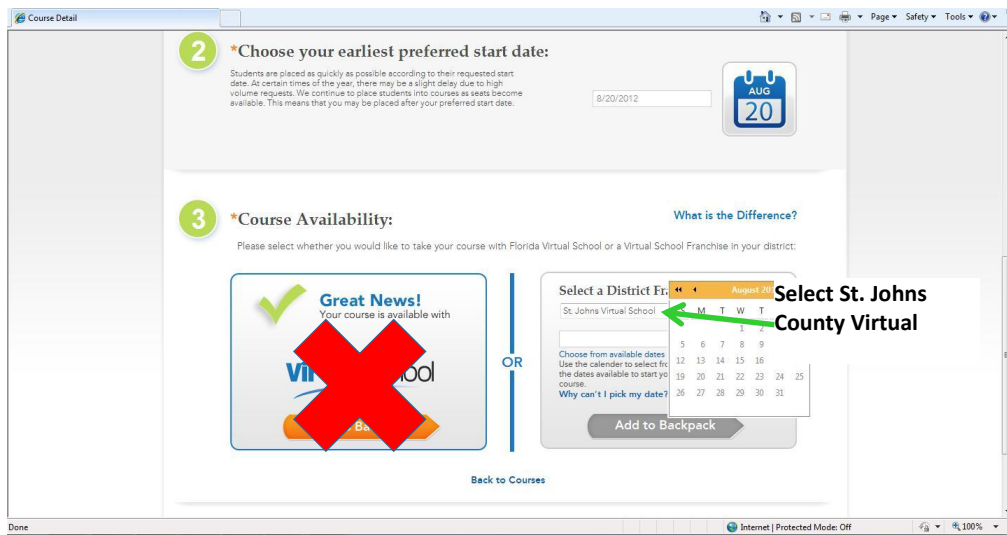 Course Detail
Page
Safety
Tools
2
*Choose your earliest preferred start date:
Students are placed as quickly as possible according to their requested start
date. At certain times of the year, there may be a slight delay due to high
volume requests. We continue to place students into courses as seats become
available. This means that you may be placed after your preferred start date.
8/20/2012
AUG
20
3
*Course Availability:
What is the Difference?
Please select whether you would like to take your course with Florida Virtual School or a Virtual School Franchise in your district:
Great News!
Your course is available with
OR
Select a District
St. Johns Virtual School
Choose from available dates
Use the calender to select
the dates available to start
course.
Why can't I pick my date?
Add to Backpack
August
M T W T
1 2
5 6 7 8 9
12 13 14 15 16
19 20 21 22 23 24 25
26 27 28 29 30 31
Select St. Johns
County Virtual
Back to Courses
Done
Internet | Protected Mode: Off
100%